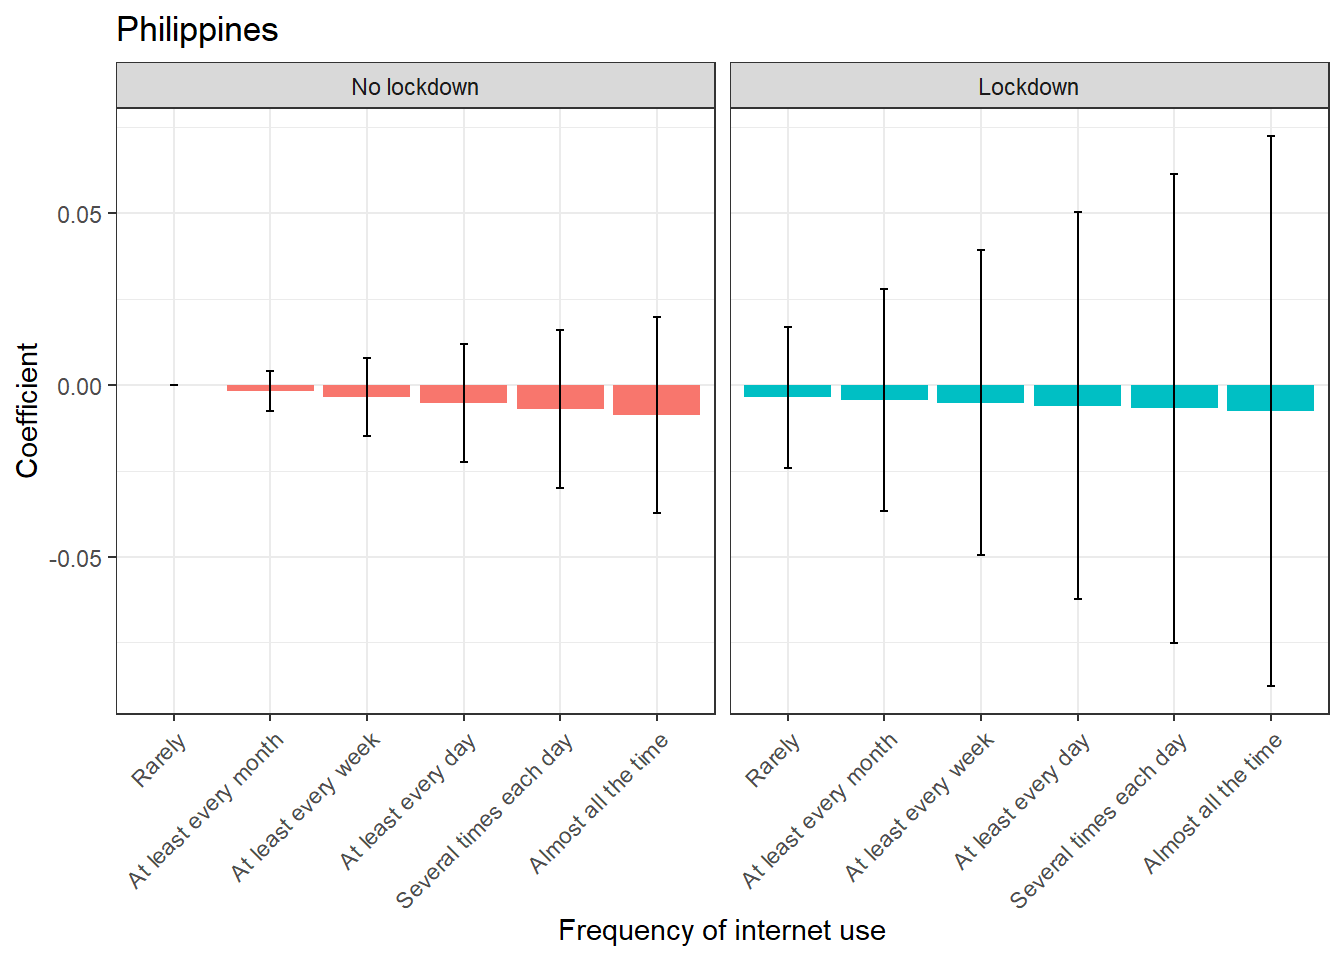 Philippines
No lockdown
Lockdown
Coefficient
0.05
0.00
-0.05
Rarely
At least every month
At least every week
At least every day
Several times each day
Almost all the time
Rarely
At least every month
At least every week
At least every day
Several times each day
Almost all the time
Frequency of internet use